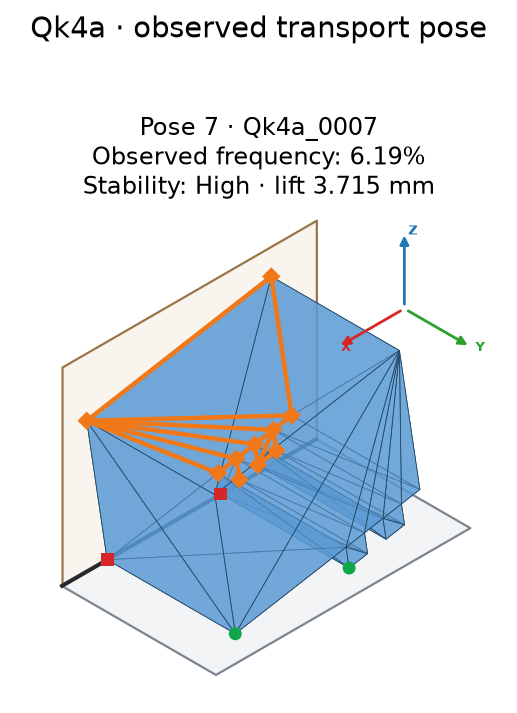 Qk4a · observed transport pose
Pose 7 · Qk4a_0007
Observed frequency: 6.19%
Stability: High · lift 3.715 mm
Z
X
Y